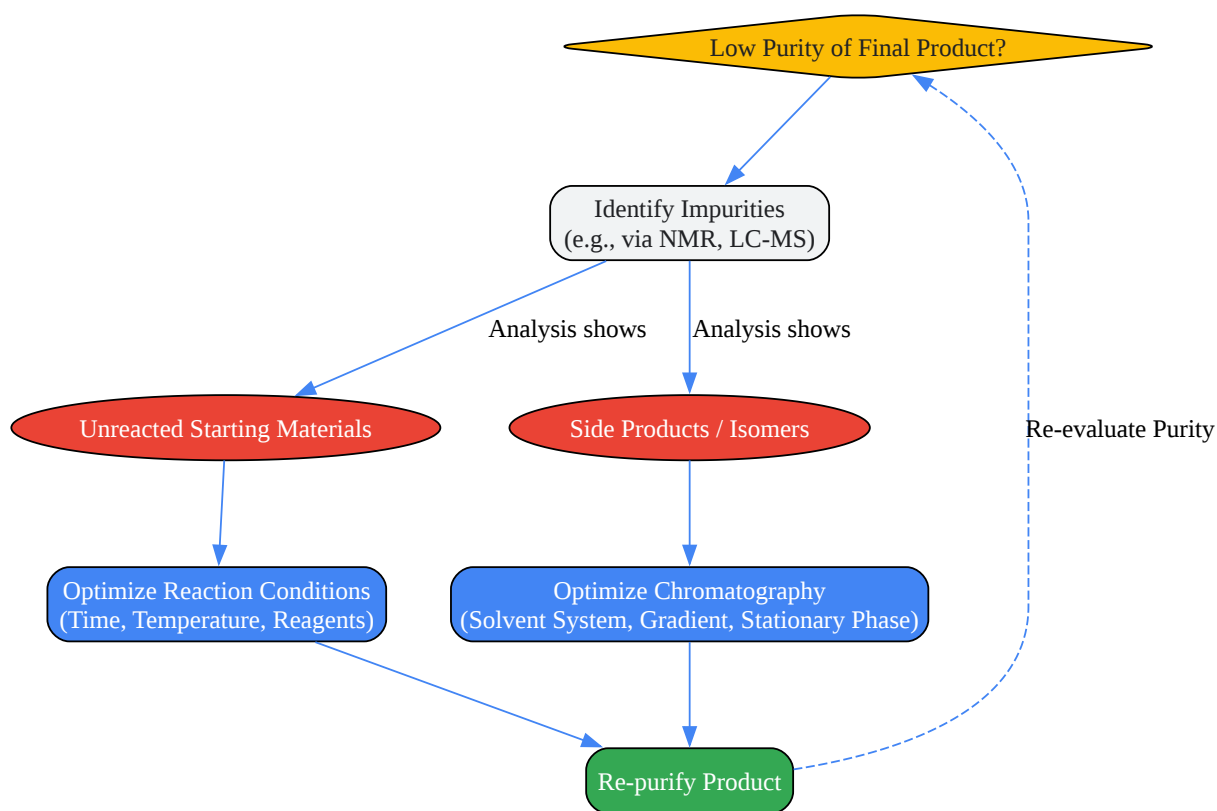 Low Purity of Final Product?
Identify Impurities
(e.g., via NMR, LC-MS)
Analysis shows
Analysis shows
Unreacted Starting Materials
Side Products / Isomers
Re-evaluate Purity
Optimize Reaction Conditions
(Time, Temperature, Reagents)
Optimize Chromatography
(Solvent System, Gradient, Stationary Phase)
Re-purify Product